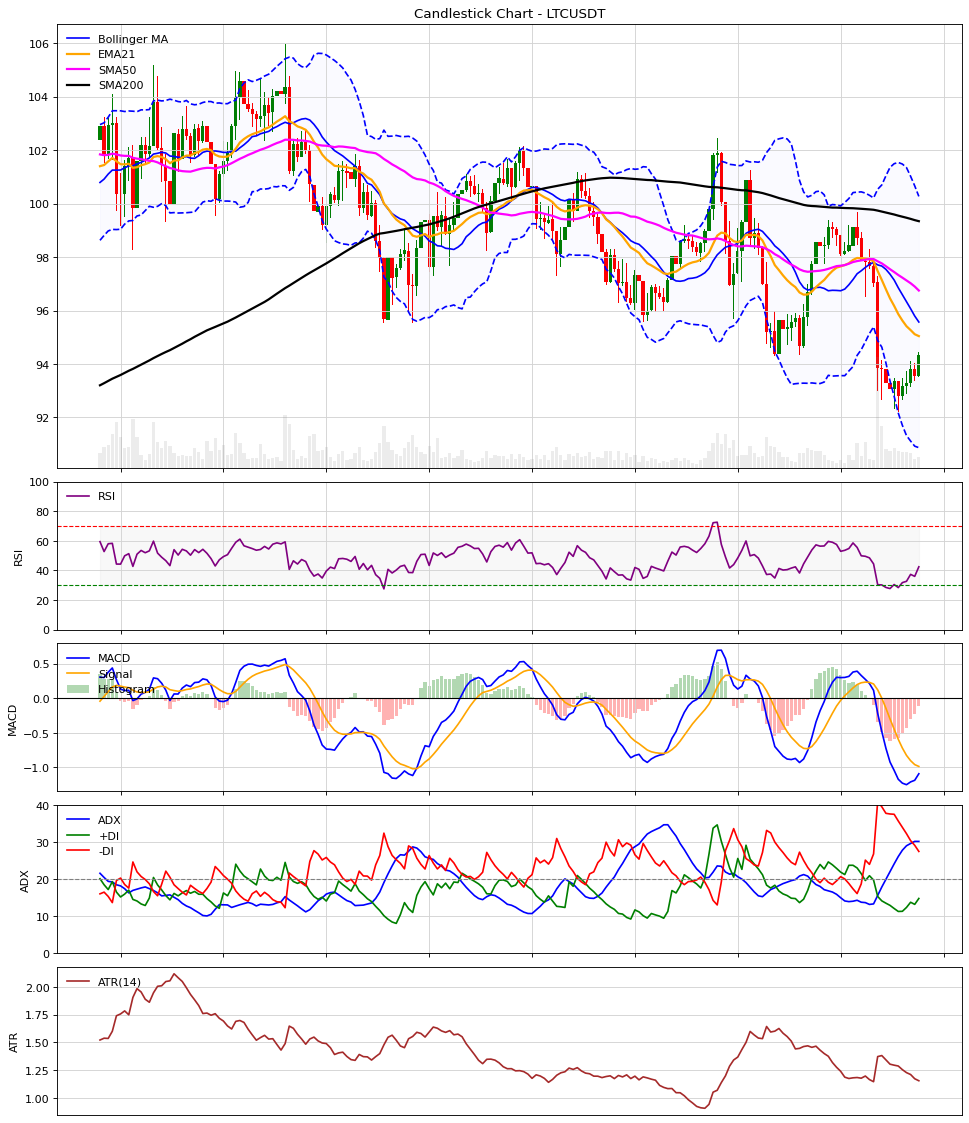 Candlestick Chart - LTCUSDT
Bollinger MA
EMA21
SMA50
SMA200
106
104
102
100
98
96
94
92
RSI
RSI
100
80
60
40
20
0
MACD
Signal
Histogram
MACD
0.5
0.0
−0.5
−1.0
ADX
+DI
-DI
ADX
40
30
20
10
0
ATR(14)
ATR
2.00
1.75
1.50
1.25
1.00